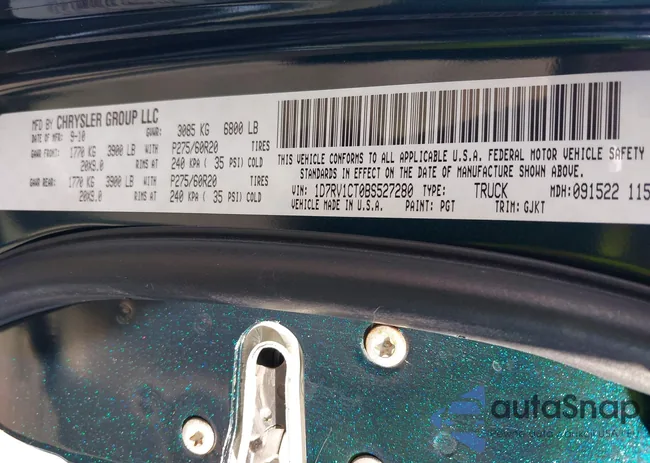 MFD BY CHRYSLER GROUP LLC
DATE OF MFR: 9-10 GVWR: 3085 KG 6800 LB
GAWR FRONT: 1770 KG 3900 LB P275/60R20 TIRES
20X9.0 RIMS AT 240 KPA ( 35 PSI) COLD
GAWR REAR: 1770 KG 3900 LB P275/60R20 TIRES
20X9.0 RIMS AT 240 KPA ( 35 PSI) COLD
THIS VEHICLE CONFORMS TO ALL APPLICABLE U.S.A. FEDERAL MOTOR VEHICLE SAFETY
IN EFFECT ON THE DATE OF MANUFACTURE SHOWN ABOVE.
VIN: 1D7RV1CT0BS527280 TYPE: TRUCK MDH: 091522 115
VEHICLE MADE IN U.S.A. PAINT: PGT TRIM: GJKT
autaSnap